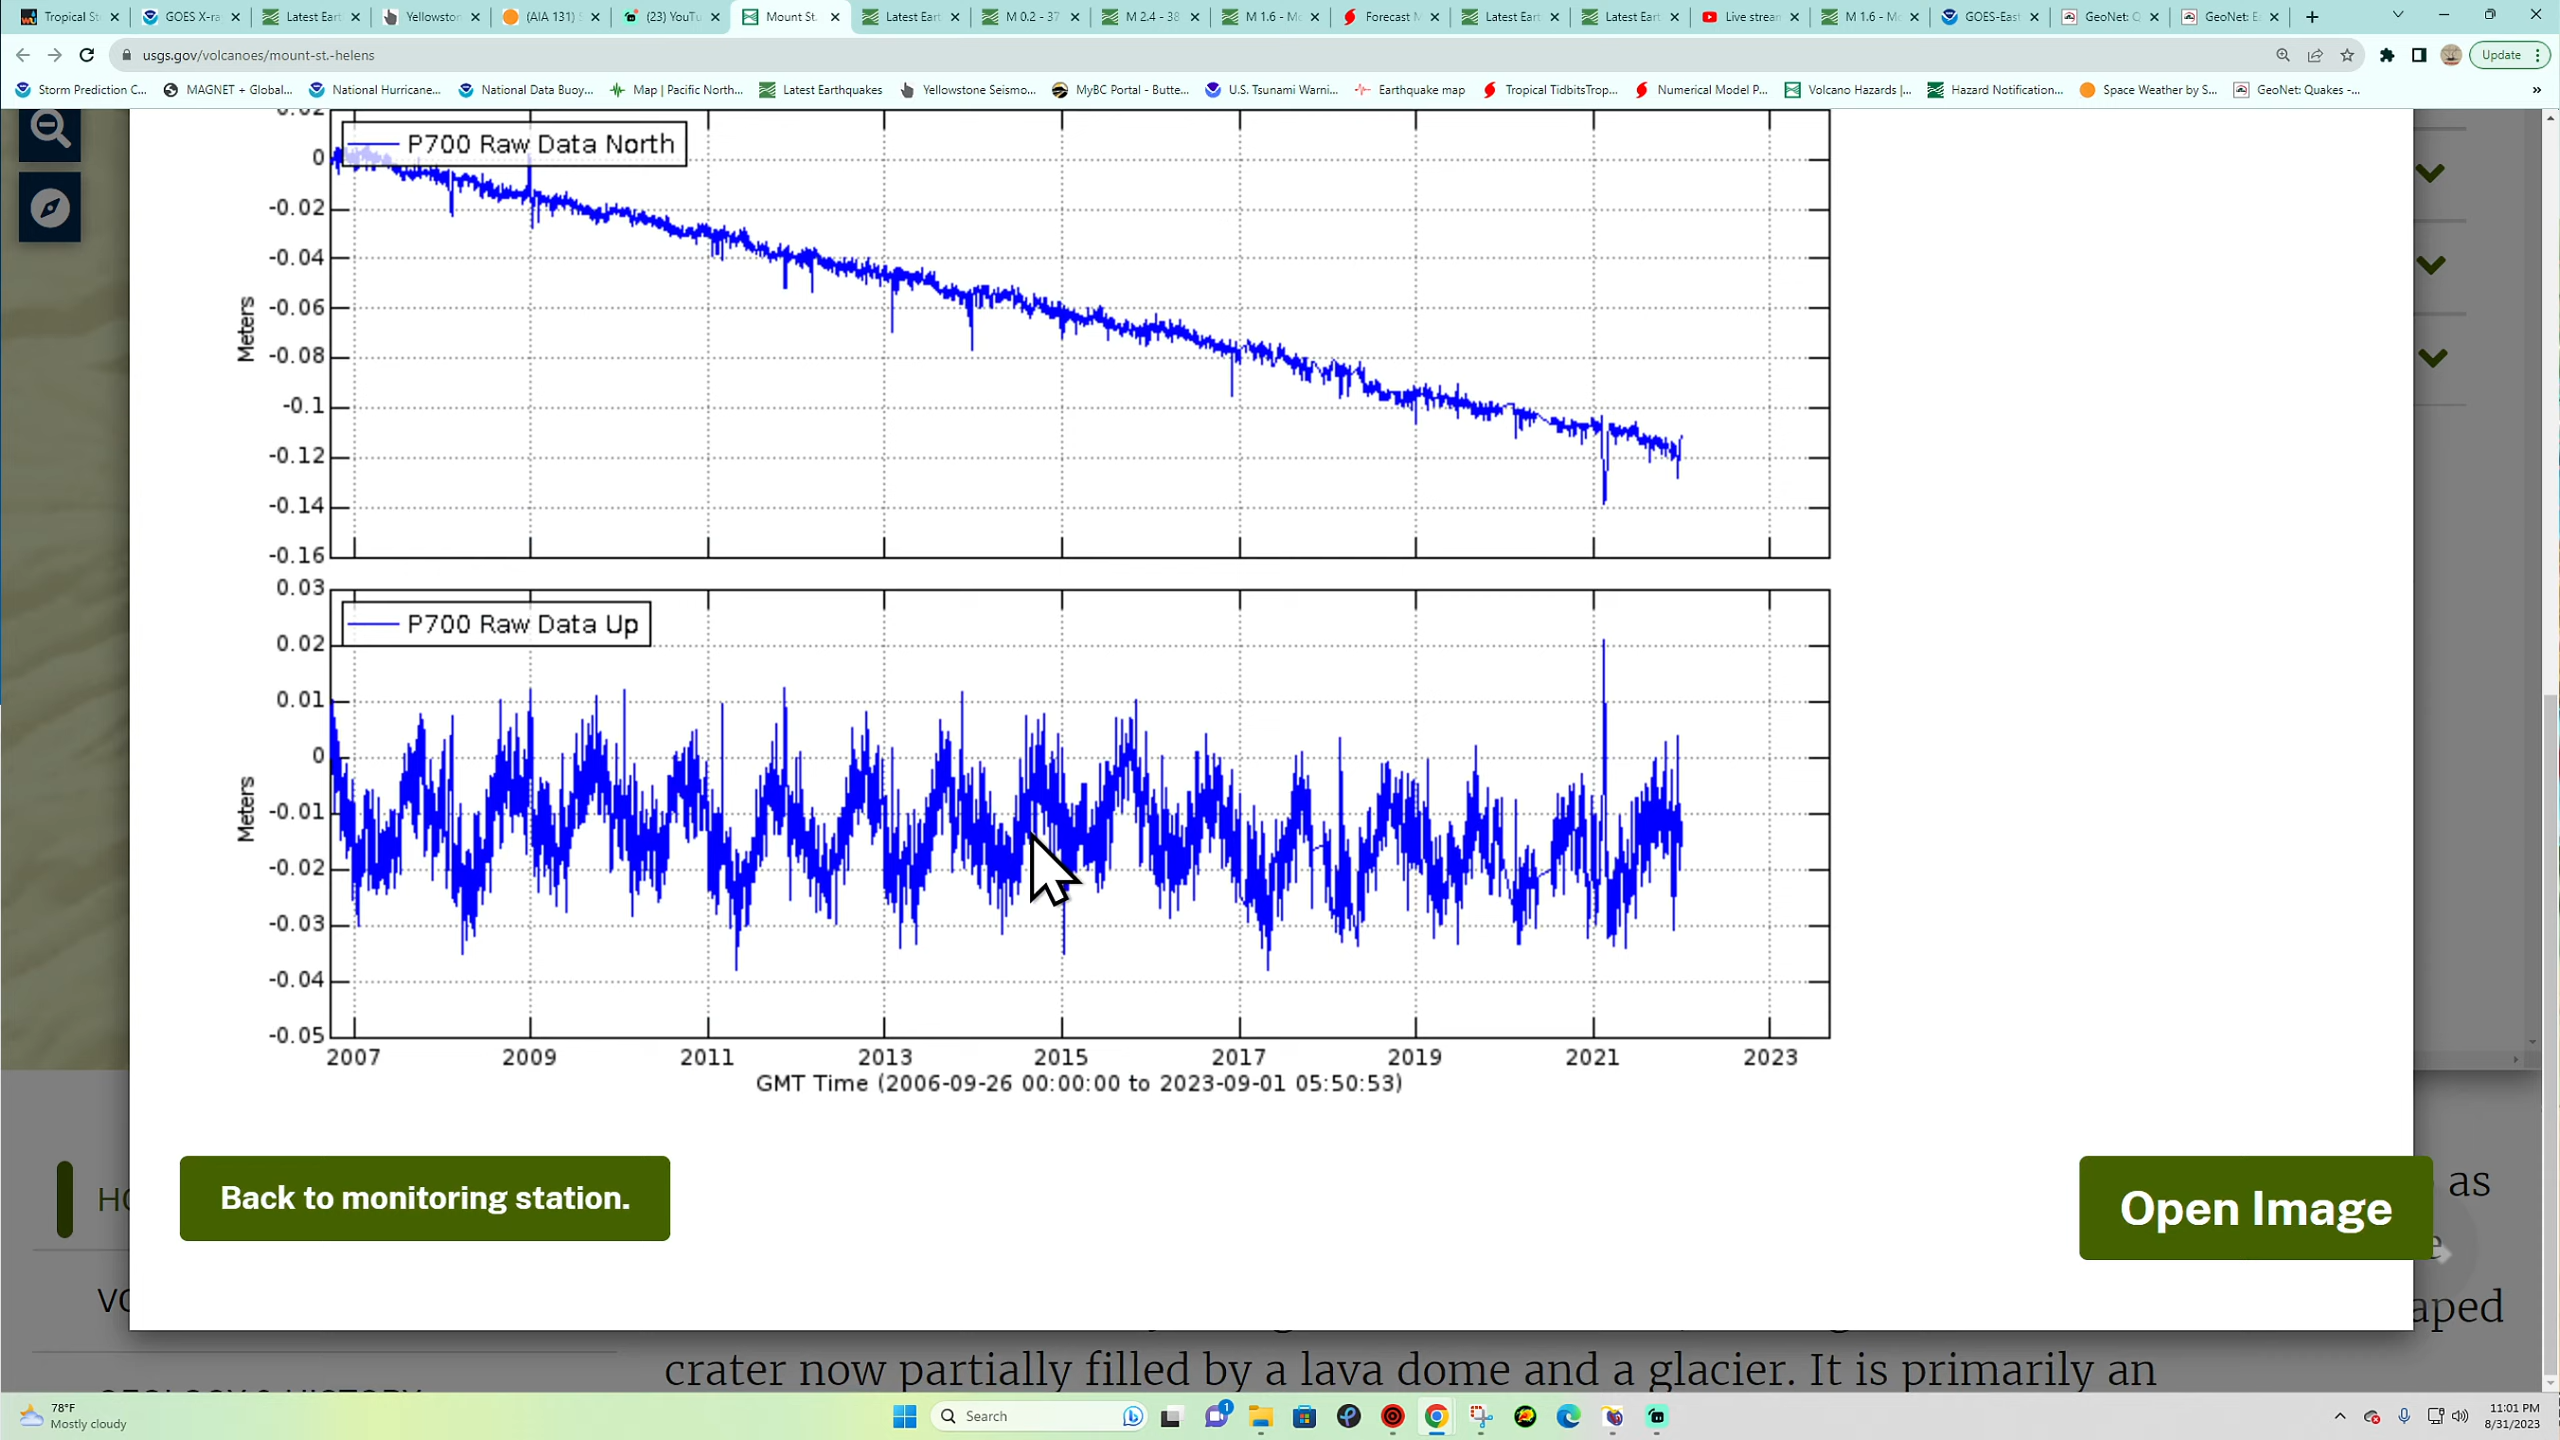 Tropical St
GOES X-ra
Latest Eart
Yellowston
(AIA 131)
(23) YouTu
Mount St.
Latest Eart
M 0.2 - 37
M 2.4 - 38
M 1.6 - Mo
Forecast M
Latest Eart
Latest Eart
Live strean
M 1.6 - Mo
GOES-East
GeoNet: Q
GeoNet: E
usgs.gov/volcanoes/mount-st.-helens
Update
Storm Prediction C...
MAGNET + Global...
National Hurricane...
National Data Buoy...
Map | Pacific North...
Latest Earthquakes
Yellowstone Seismo...
MyBC Portal - Butte...
U.S. Tsunami Warni...
Earthquake map
Tropical TidbitsTrop...
Numerical Model P...
Volcano Hazards |...
Hazard Notification...
Space Weather by S...
GeoNet: Quakes -...
»
0.02
P700 Raw Data North
0
-0.02
-0.04
-0.06
-0.08
-0.1
-0.12
-0.14
-0.16
Meters
0.03
P700 Raw Data Up
0.02
0.01
0
-0.01
-0.02
-0.03
-0.04
-0.05
Meters
2007 2009 2011 2013 2015 2017 2019 2021 2023
GMT Time (2006-09-26 00:00:00 to 2023-09-01 05:50:53)
Back to monitoring station.
Open Image
as
HO
VO
aped
crater now partially filled by a lava dome and a glacier. It is primarily an
78°F
Mostly cloudy
Search
1
11:01 PM
8/31/2023